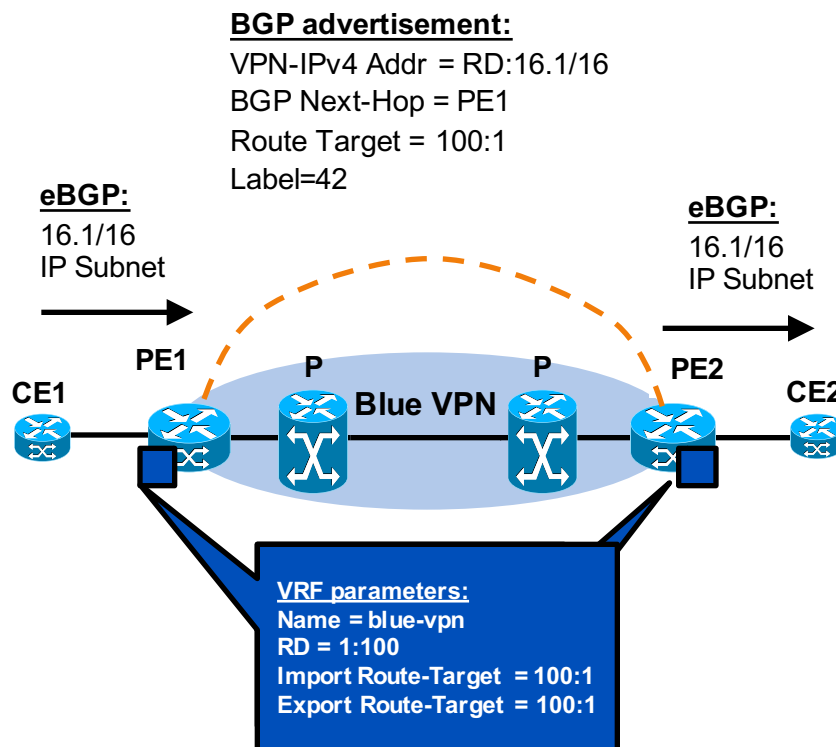 BGP advertisement:
VPN-IPv4 Addr = RD:16.1/16
BGP Next-Hop = PE1
Route Target = 100:1
Label=42
eBGP:
16.1/16
IP Subnet
eBGP:
16.1/16
IP Subnet
PE1
P
P
PE2
CE1
Blue VPN
CE2
VRF parameters:
Name = blue-vpn
RD = 1:100
Import Route-Target = 100:1
Export Route-Target = 100:1